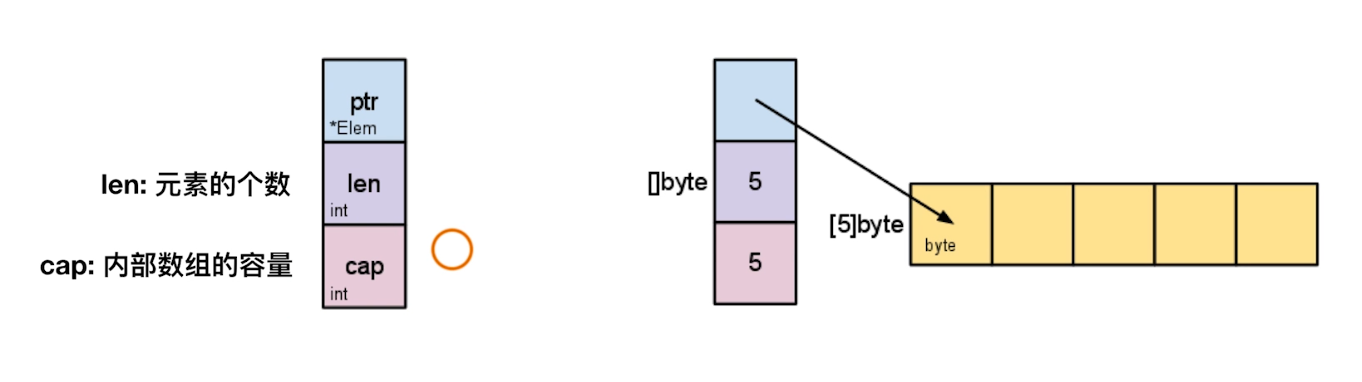 ptr
*Elem
len: 元素的个数
len
int
cap: 内部数组的容量
cap
int
[]byte
5
5
[5]byte
byte